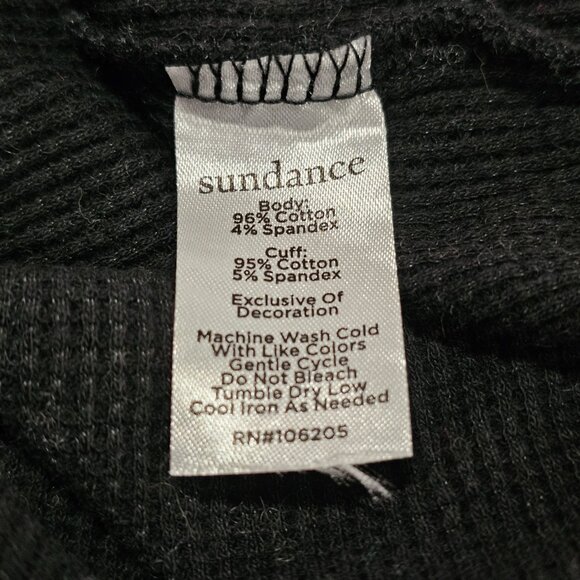 sundance
Body:
96% Cotton
4% Spandex
Cuff:
95% Cotton
5% Spandex
Exclusive Of
Decoration
Machine Wash Cold
With Like Colors
Gentle Cycle
Do Not Bleach
Tumble Dry Low
Cool Iron As Needed
RN#106205